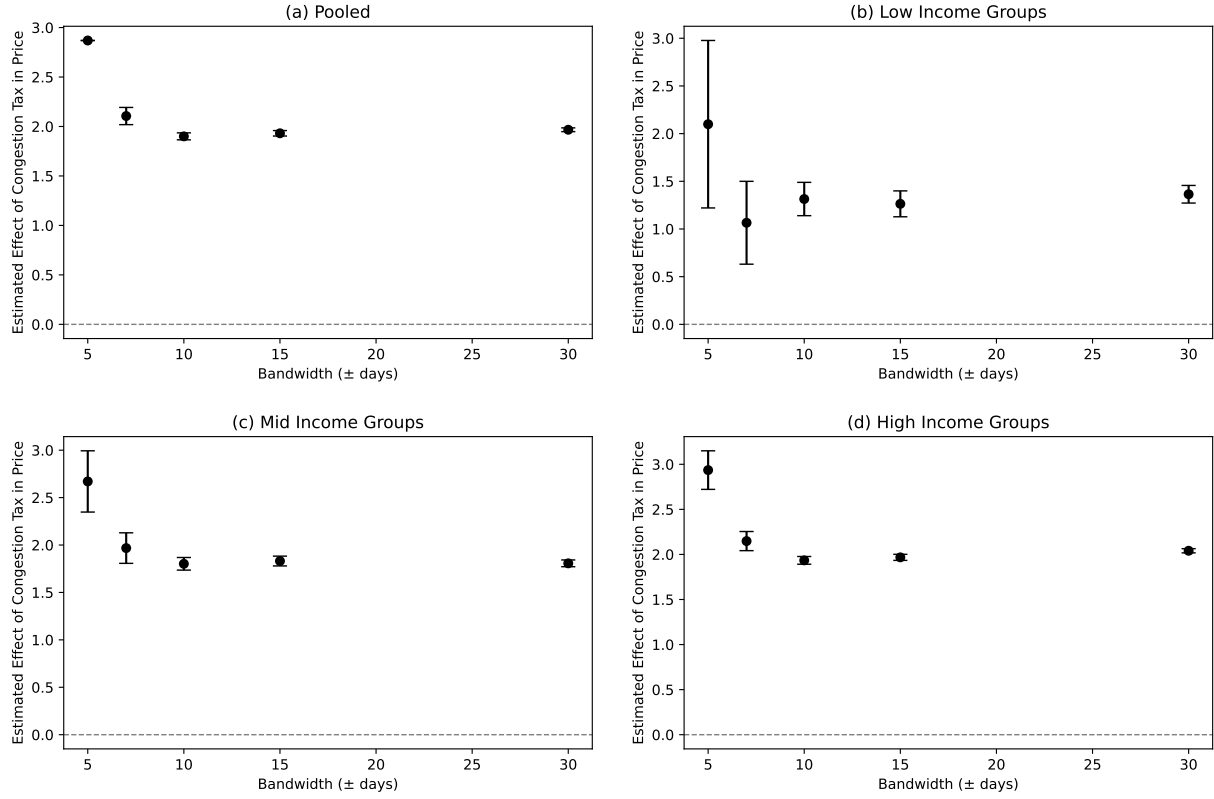 (a) Pooled
Estimated Effect of Congestion Tax in Price
3.0
2.5
2.0
1.5
1.0
0.5
0.0
5 10 15 20 25 30
Bandwidth (± days)
(b) Low Income Groups
Estimated Effect of Congestion Tax in Price
3.0
2.5
2.0
1.5
1.0
0.5
0.0
5 10 15 20 25 30
Bandwidth (± days)
(c) Mid Income Groups
Estimated Effect of Congestion Tax in Price
3.0
2.5
2.0
1.5
1.0
0.5
0.0
5 10 15 20 25 30
Bandwidth (± days)
(d) High Income Groups
Estimated Effect of Congestion Tax in Price
3.0
2.5
2.0
1.5
1.0
0.5
0.0
5 10 15 20 25 30
Bandwidth (± days)